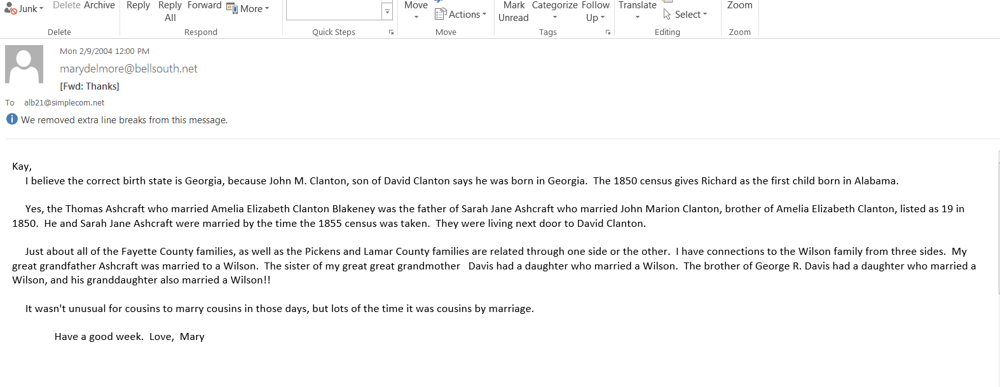 Junk
Delete
Archive
Reply
Reply All
Forward
More
Move
Actions
Mark Unread
Categorize
Follow Up
Translate
Select
Zoom
Delete
Respond
Quick Steps
Move
Tags
Editing
Zoom
Mon 2/9/2004 12:00 PM
marydelmore@bellsouth.net
[Fwd: Thanks]
To alb21@simplecom.net
We removed extra line breaks from this message.
Kay,
I believe the correct birth state is Georgia, because John M. Clanton, son of David Clanton says he was born in Georgia. The 1850 census gives Richard as the first child born in Alabama.
Yes, the Thomas Ashcraft who married Amelia Elizabeth Clanton Blakeney was the father of Sarah Jane Ashcraft who married John Marion Clanton, brother of Amelia Elizabeth Clanton, listed as 19 in
1850. He and Sarah Jane Ashcraft were married by the time the 1855 census was taken. They were living next door to David Clanton.
Just about all of the Fayette County families, as well as the Pickens and Lamar County families are related through one side or the other. I have connections to the Wilson family from three sides. My
great grandfather Ashcraft was married to a Wilson. The sister of my great great grandmother Davis had a daughter who married a Wilson. The brother of George R. Davis had a daughter who married a
Wilson, and his granddaughter also married a Wilson!!
It wasn't unusual for cousins to marry cousins in those days, but lots of the time it was cousins by marriage.
Have a good week. Love, Mary